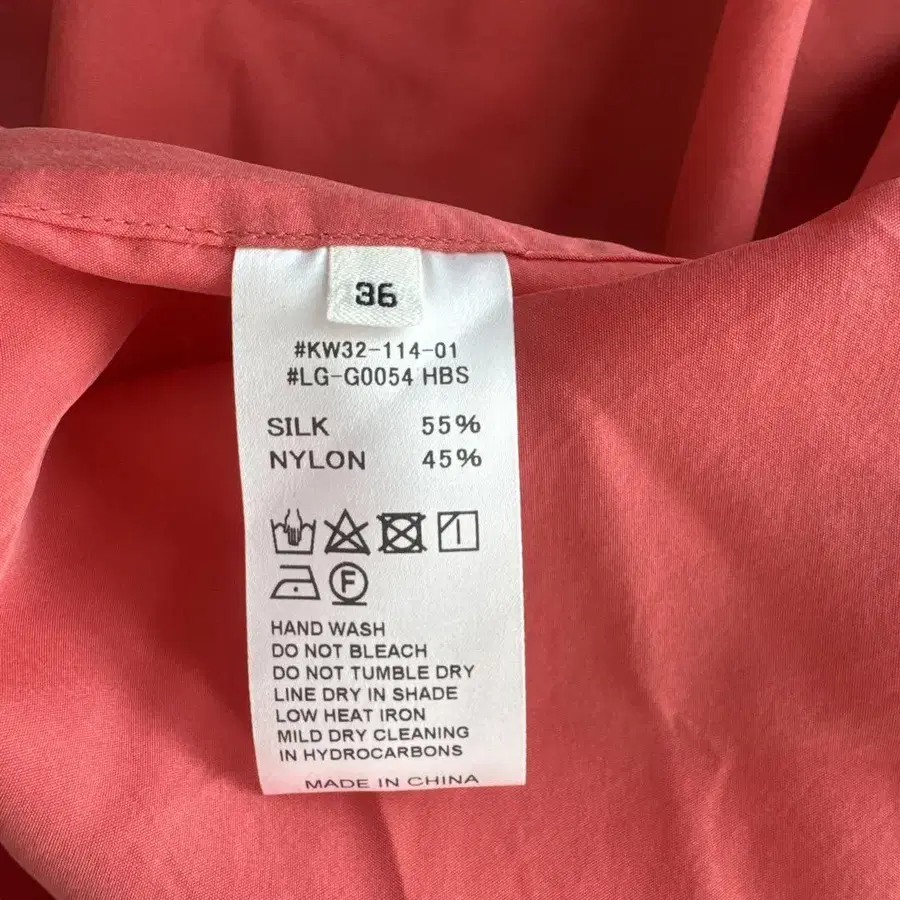 36
#KW32-114-01
#LG-G0054 HBS
SILK 55%
NYLON 45%
F
HAND WASH
DO NOT BLEACH
DO NOT TUMBLE DRY
LINE DRY IN SHADE
LOW HEAT IRON
MILD DRY CLEANING
IN HYDROCARBONS
MADE IN CHINA